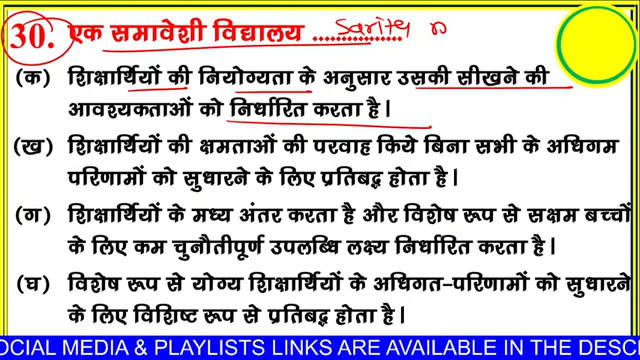 30. एक समावेशी विद्यालय ..................
(क) शिक्षार्थियों की नियोग्यता के अनुसार उसकी सीखने की
आवश्यकताओं को निर्धारित करता है।
(ख) शिक्षार्थियों की क्षमताओं की परवाह किये बिना सभी के अधिगम
परिणामों को सुधारने के लिए प्रतिबद्ध होता है।
(ग) शिक्षार्थियों के मध्य अंतर करता है और विशेष रूप से सक्षम बच्चों
के लिए कम चुनौतीपूर्ण उपलब्धि लक्ष्य निर्धारित करता है।
(घ) विशेष रूप से योग्य शिक्षार्थियों के अधिगत-परिणामों को सुधारने
के लिए विशिष्ट रूप से प्रतिबद्ध होता है।
OCIAL MEDIA & PLAYLISTS LINKS ARE AVAILABLE IN THE DESC